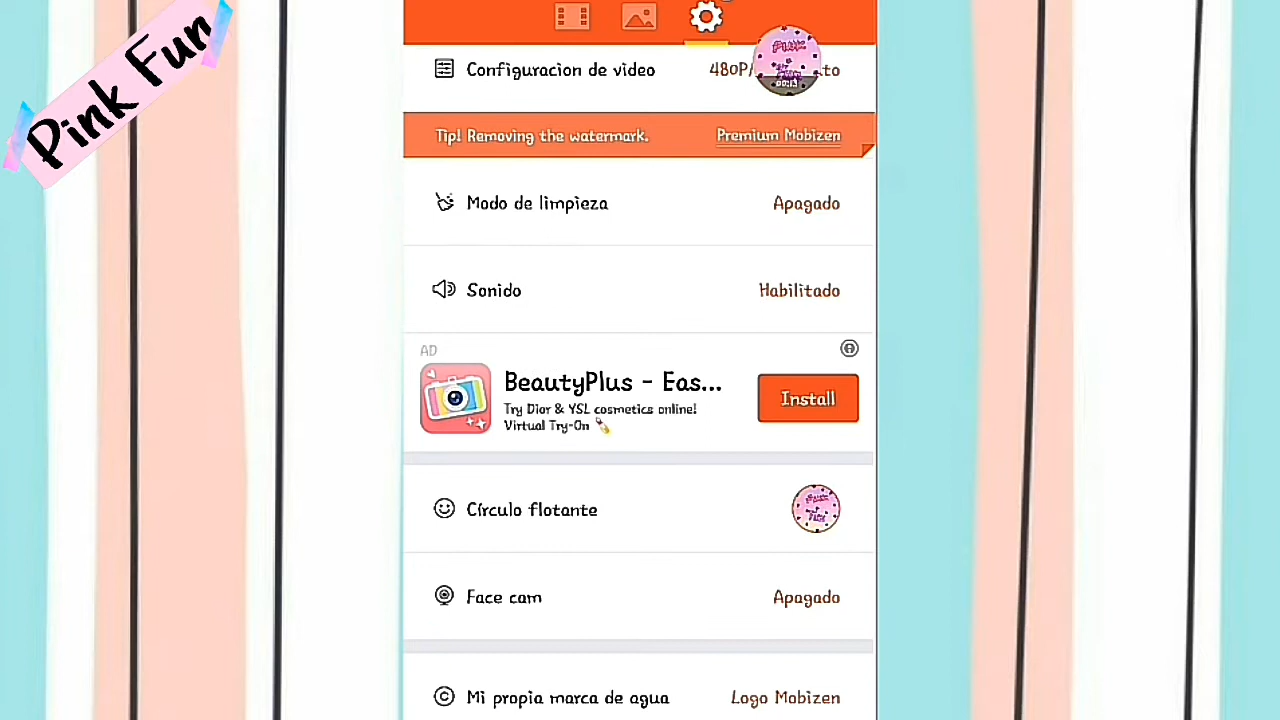 Pink Fun
Configuracion de video 480P/
Tip! Removing the watermark. Premium Mobizen
Modo de limpieza Apagado
Sonido Habilitado
AD
BeautyPlus - Eas...
Try Dior & YSL cosmetics online!
Virtual Try-On
Install
Círculo flotante
Face cam Apagado
Mi propia marca de agua Logo Mobizen